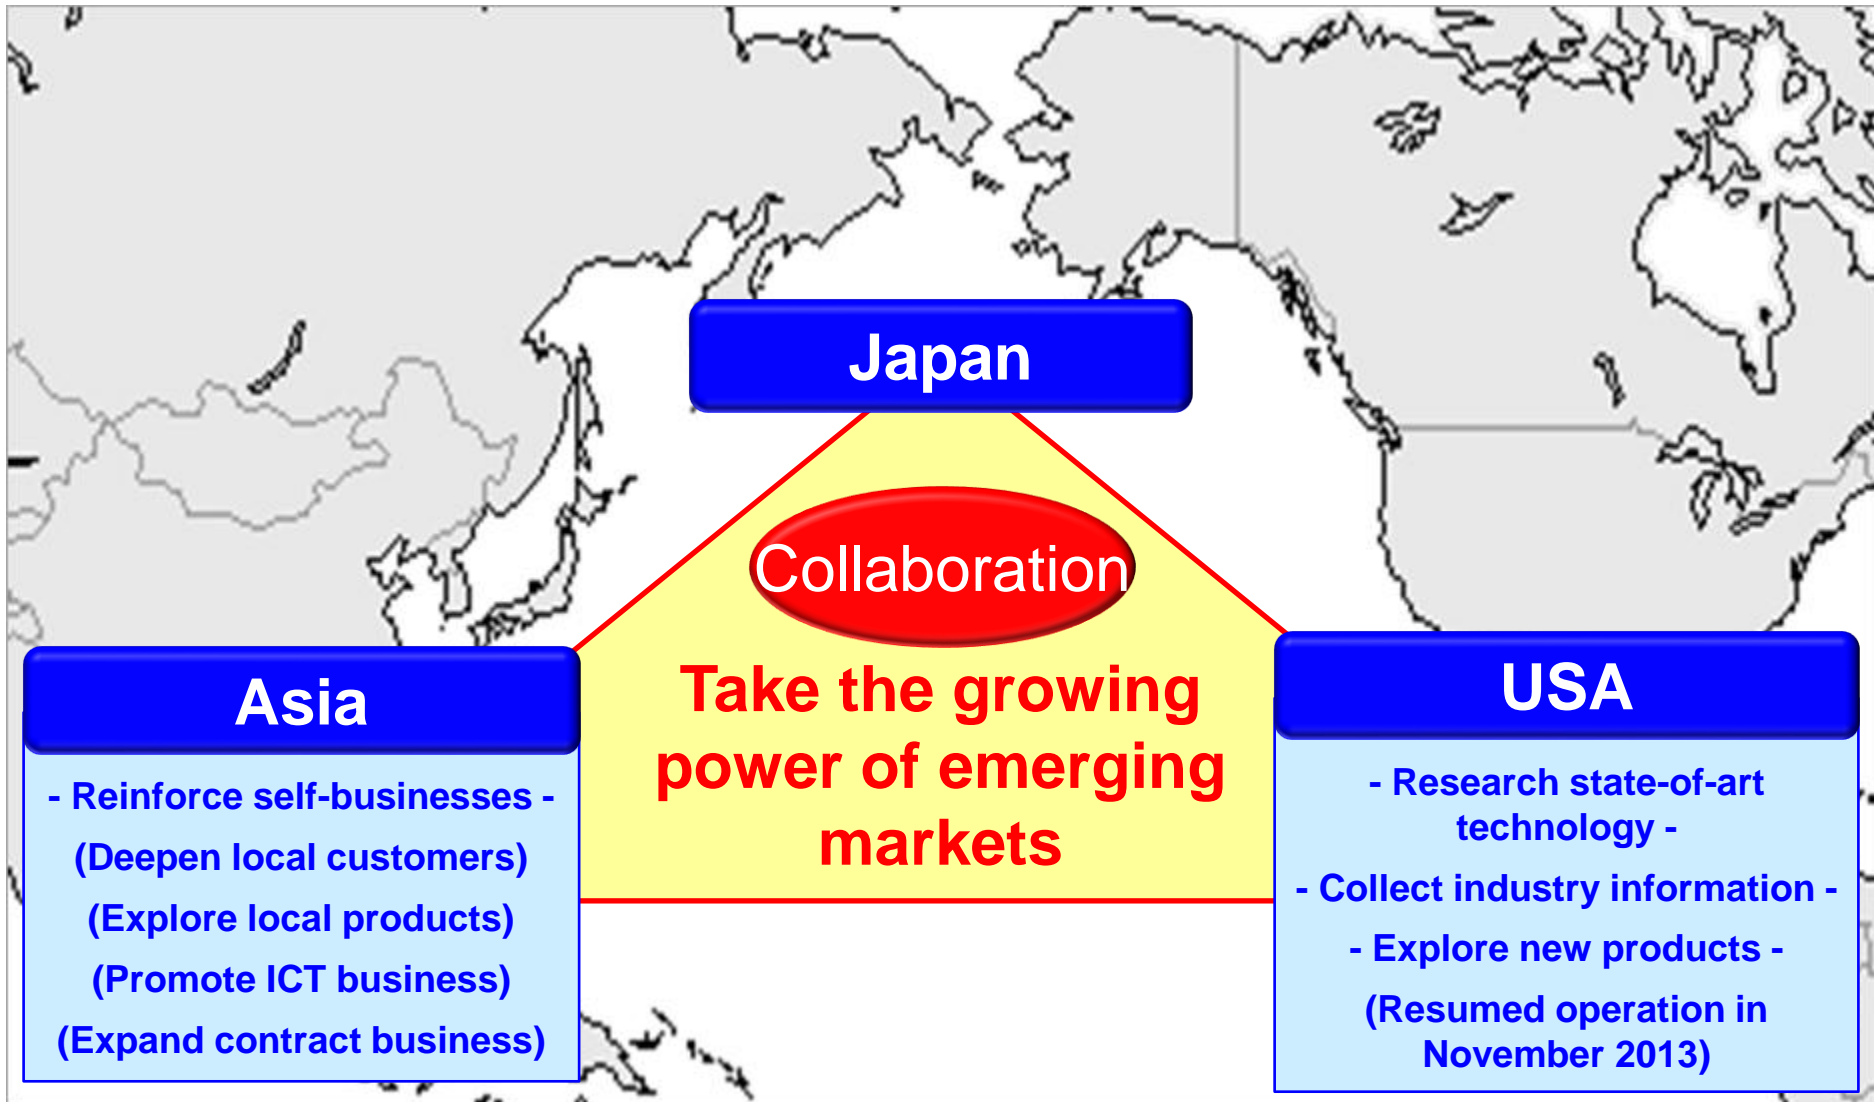 Japan
Collaboration
Take the growing
power of emerging
markets
Asia
- Reinforce self-businesses -
(Deepen local customers)
(Explore local products)
(Promote ICT business)
(Expand contract business)
USA
- Research state-of-art
technology -
- Collect industry information -
- Explore new products -
(Resumed operation in
November 2013)